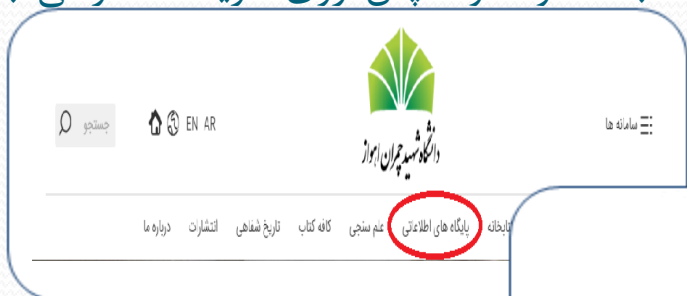 سامانه ها
EN AR
جستجو
دانشگاه شهید چمران اهواز
پایگاه های اطلاعاتی علم سنجی کافه کتاب تاریخ شفاهی انتشارات درباره ما